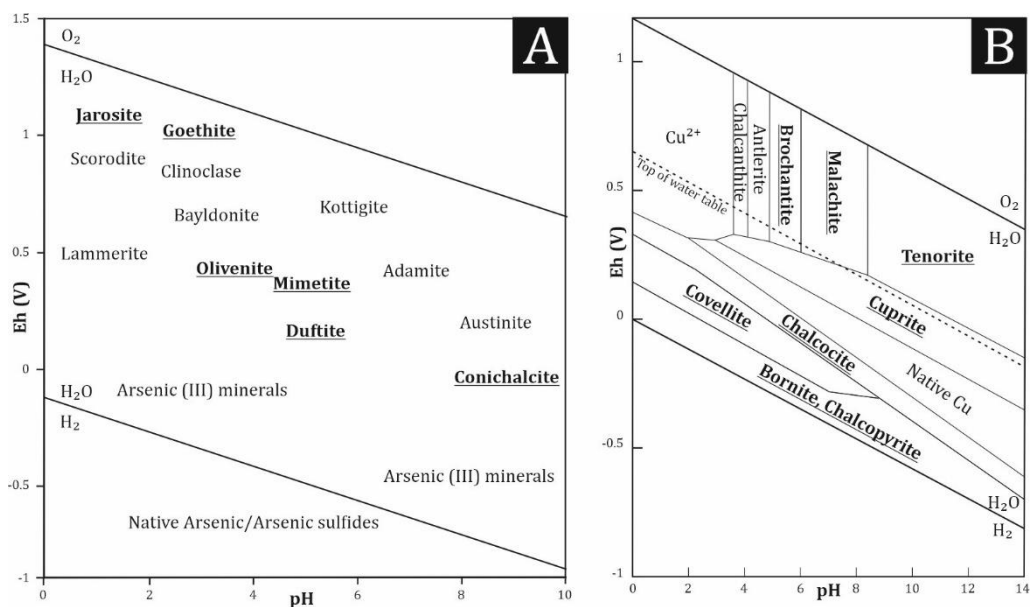 A
1.5
1
0.5
0
-0.5
-1
Eh (V)
O₂
H₂O
Jarosite
Goethite
Scorodite
Clinoclase
Bayldonite
Kottigite
Lammerite
Olivenite
Mimetite
Adamite
Duftite
Austinite
Conichalcite
H₂O
H₂
Arsenic (III) minerals
Arsenic (III) minerals
Native Arsenic/Arsenic sulfides
0
2
4
6
8
10
pH
B
1
0.5
0
-0.5
-1
Eh (V)
Cu²⁺
Chalcanthite
Antlerite
Brochantite
Malachite
Top of water table
O₂
H₂O
Tenorite
Cuprite
Covellite
Chalcocite
Native Cu
Bornite, Chalcopyrite
H₂O
H₂
0
2
4
6
8
10
12
14
pH